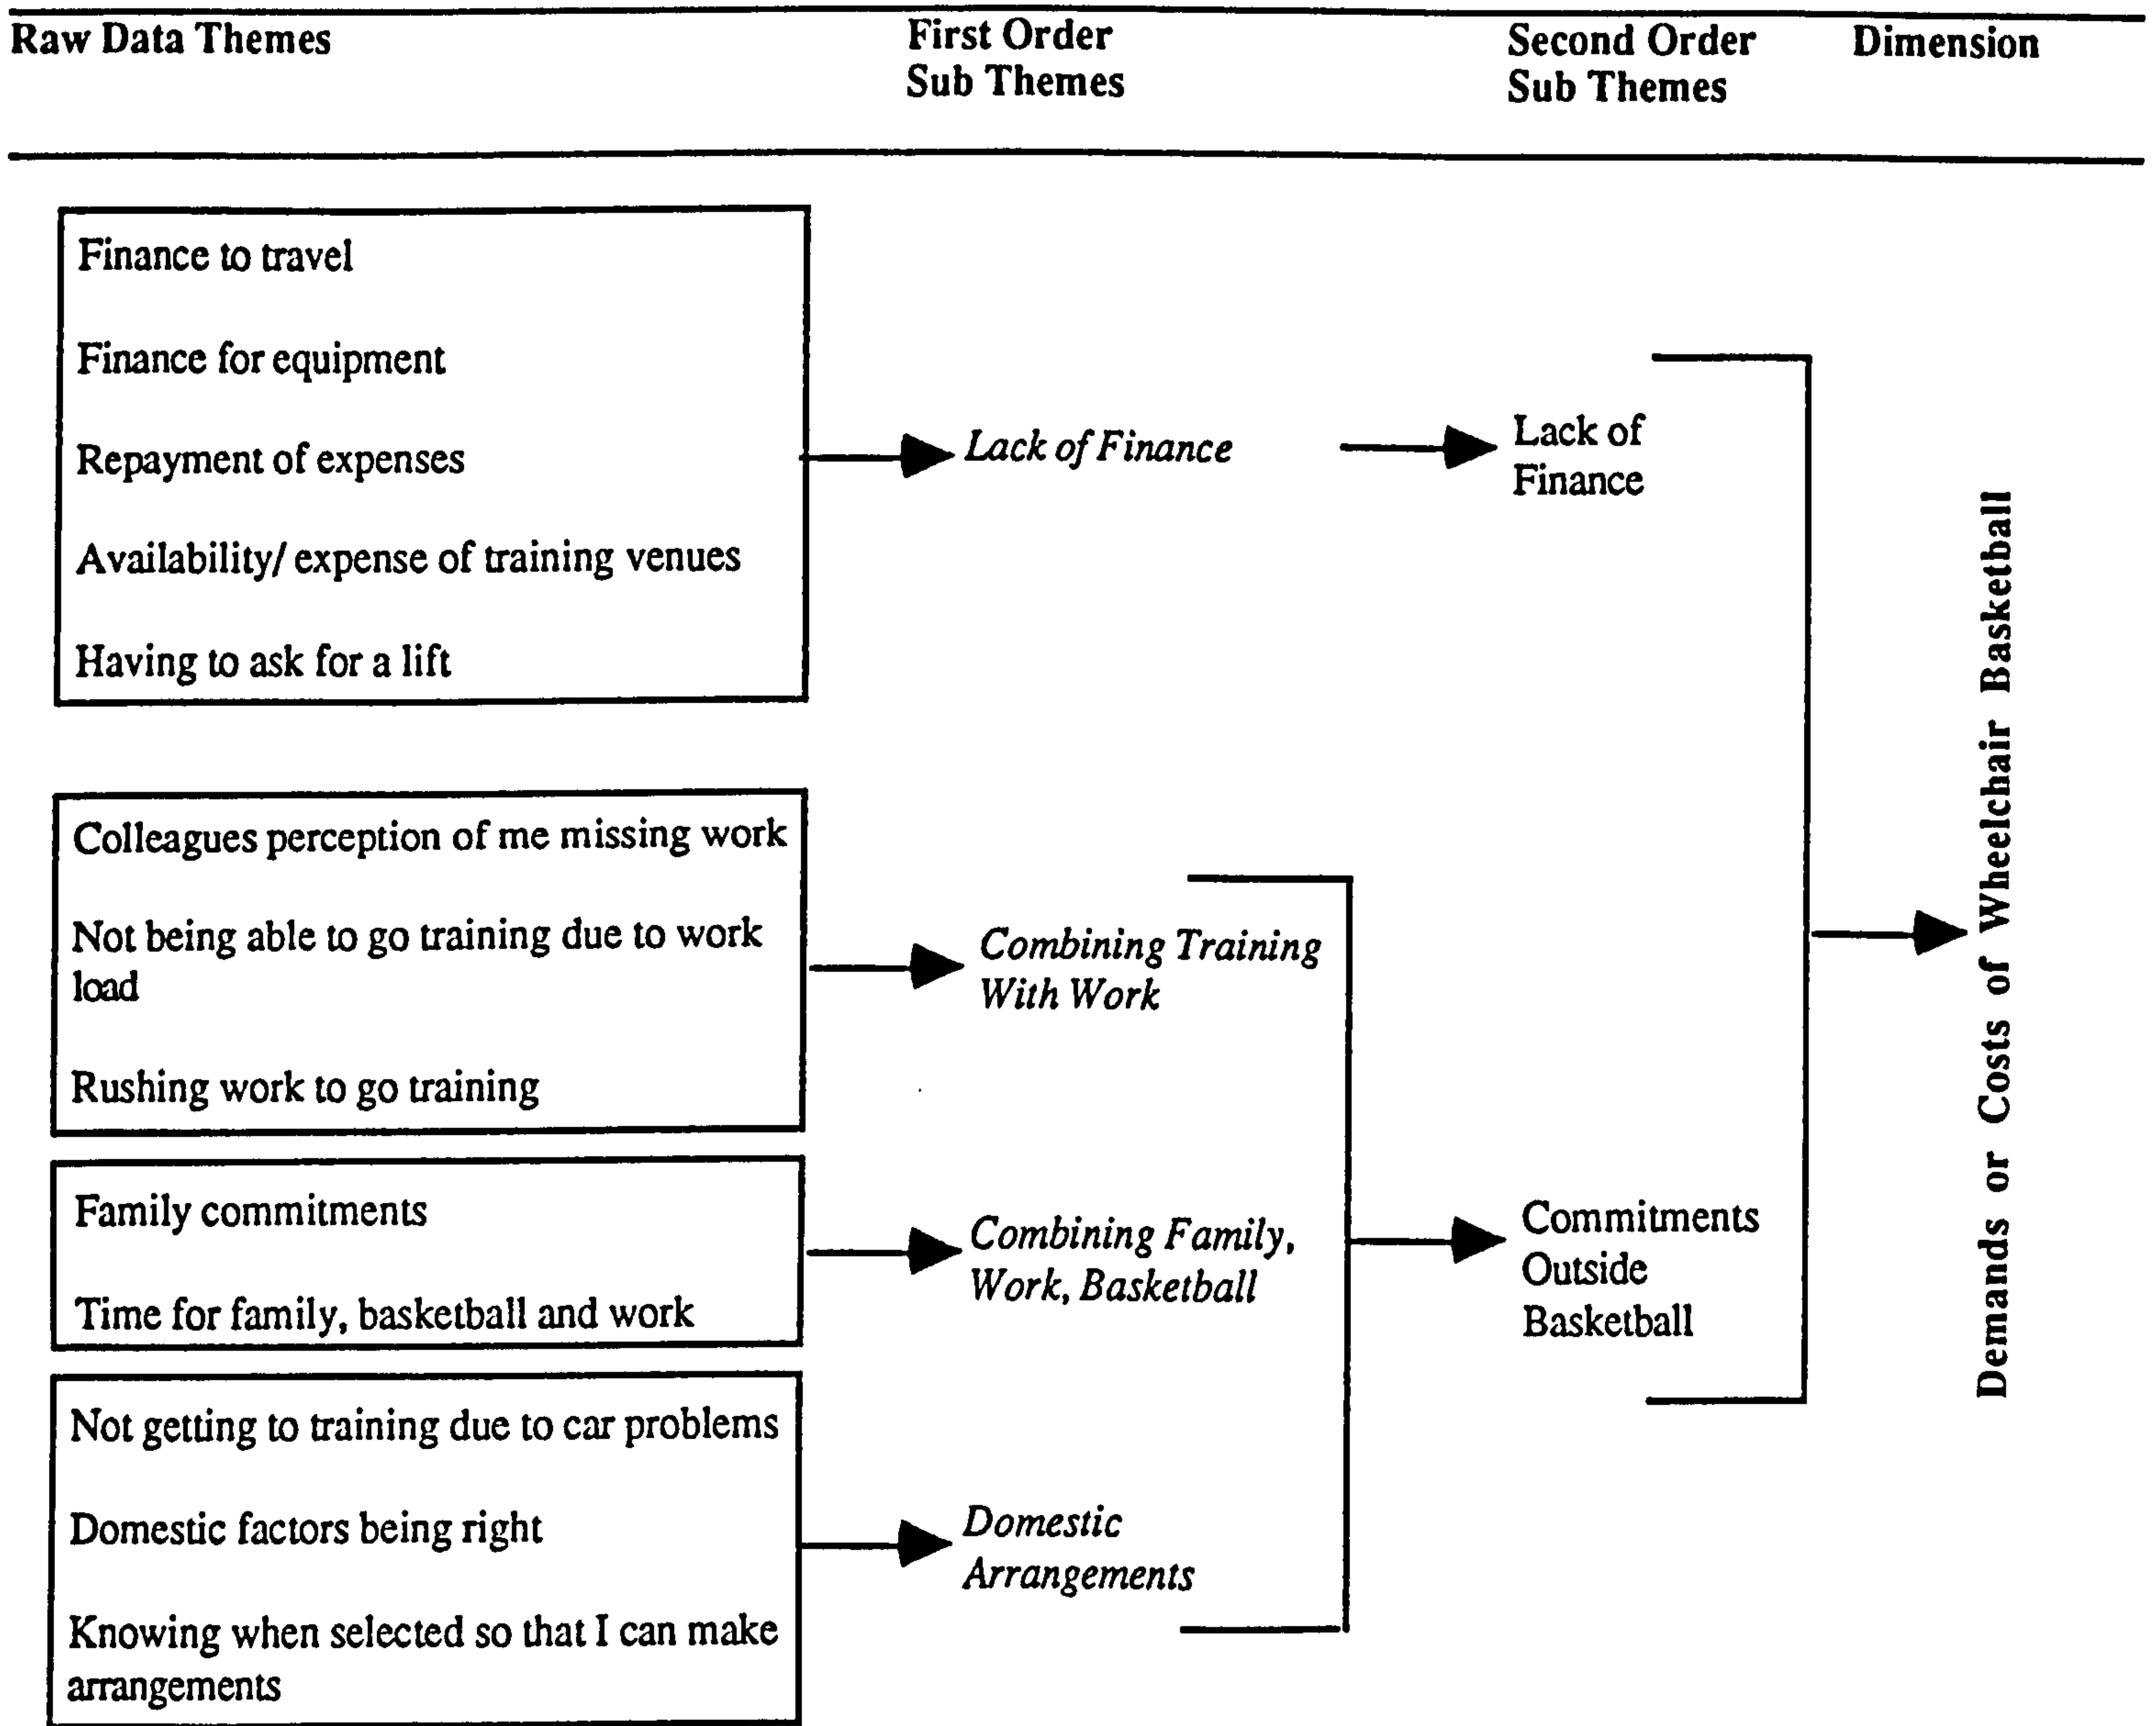 Raw Data Themes
First Order
Sub Themes
Second Order
Sub Themes
Dimension
Finance to travel
Finance for equipment
Repayment of expenses
Availability/ expense of training venues
Having to ask for a lift
Lack of Finance
Lack of
Finance
Colleagues perception of me missing work
Not being able to go training due to work
load
Rushing work to go training
Combining Training
With Work
Family commitments
Time for family, basketball and work
Combining Family,
Work, Basketball
Not getting to training due to car problems
Domestic factors being right
Knowing when selected so that I can make
arrangements
Domestic
Arrangements
Commitments
Outside
Basketball
Demands or Costs of Wheelchair Basketball